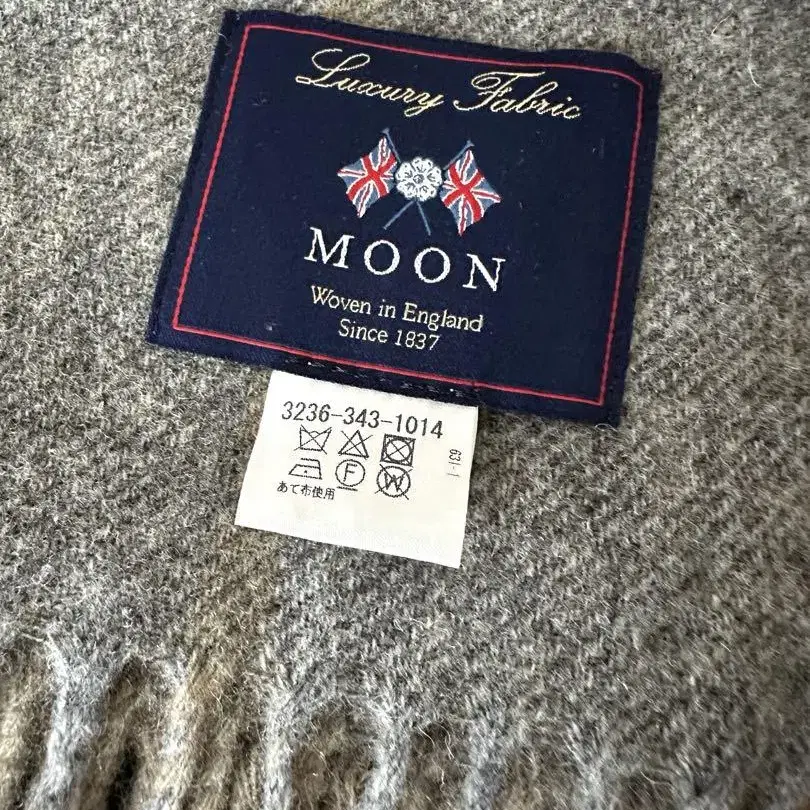 Luxury Fabric
MOON
Woven in England
Since 1837
3236-343-1014
F W
あて布使用